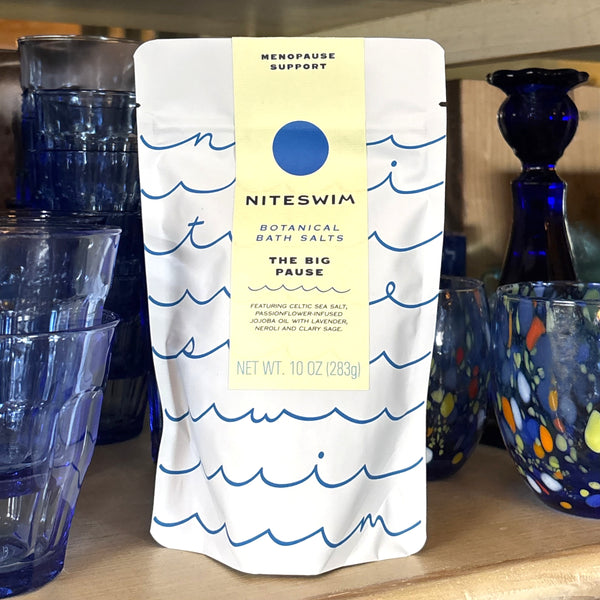 MENOPAUSE
SUPPORT
NITESWIM
BOTANICAL
BATH SALTS
THE BIG
PAUSE
FEATURING CELTIC SEA SALT,
PASSIONFLOWER-INFUSED
JOJOBA OIL WITH LAVENDER,
NEROLI AND CLARY SAGE.
NET WT. 10 OZ (283g)
n
i
t
e
s
w
i
m